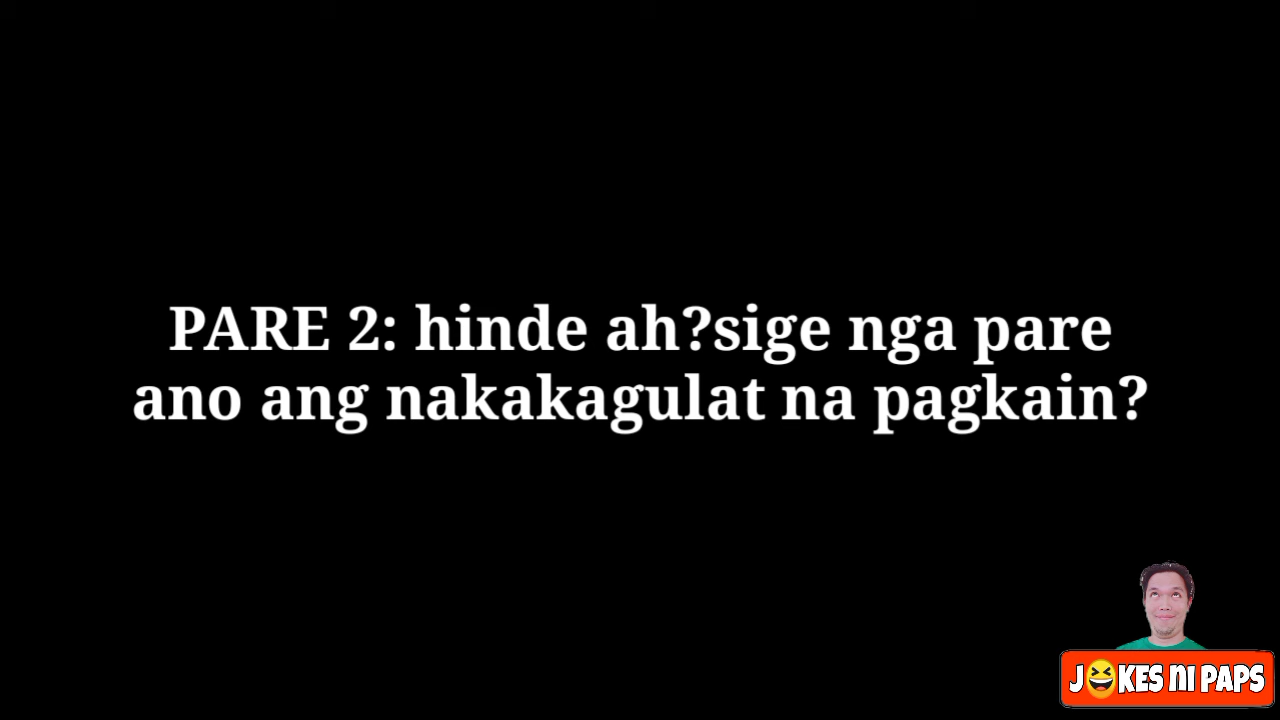 PARE 2: hinde ah?sige nga pare
ano ang nakakagulat na pagkain?
J😆KES NI PAPS